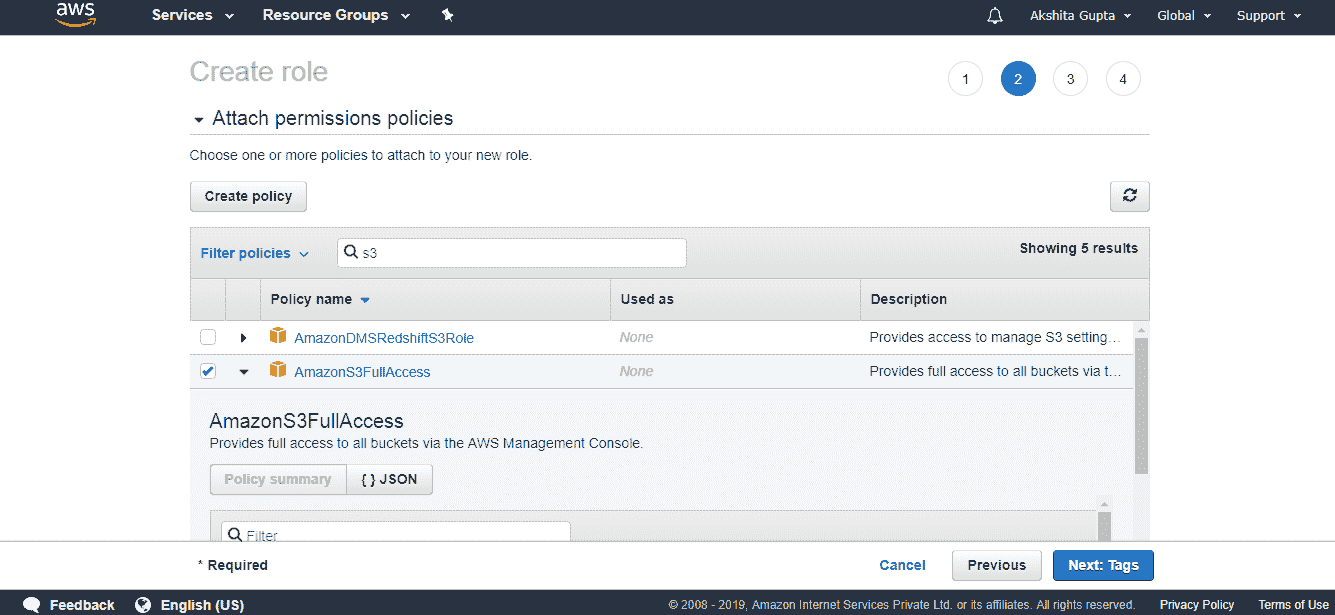 aws Services Resource Groups Akshita Gupta Global Support
Create role 1 2 3 4
Attach permissions policies
Choose one or more policies to attach to your new role.
Create policy
Filter policies s3 Showing 5 results
Policy name Used as Description
AmazonDMSRedshiftS3Role None Provides access to manage S3 setting…
AmazonS3FullAccess None Provides full access to all buckets via t…
AmazonS3FullAccess
Provides full access to all buckets via the AWS Management Console.
Policy summary { } JSON
Filter
* Required Cancel Previous Next: Tags
Feedback English (US) © 2008 - 2019, Amazon Internet Services Private Ltd. or its affiliates. All rights reserved. Privacy Policy Terms of Use